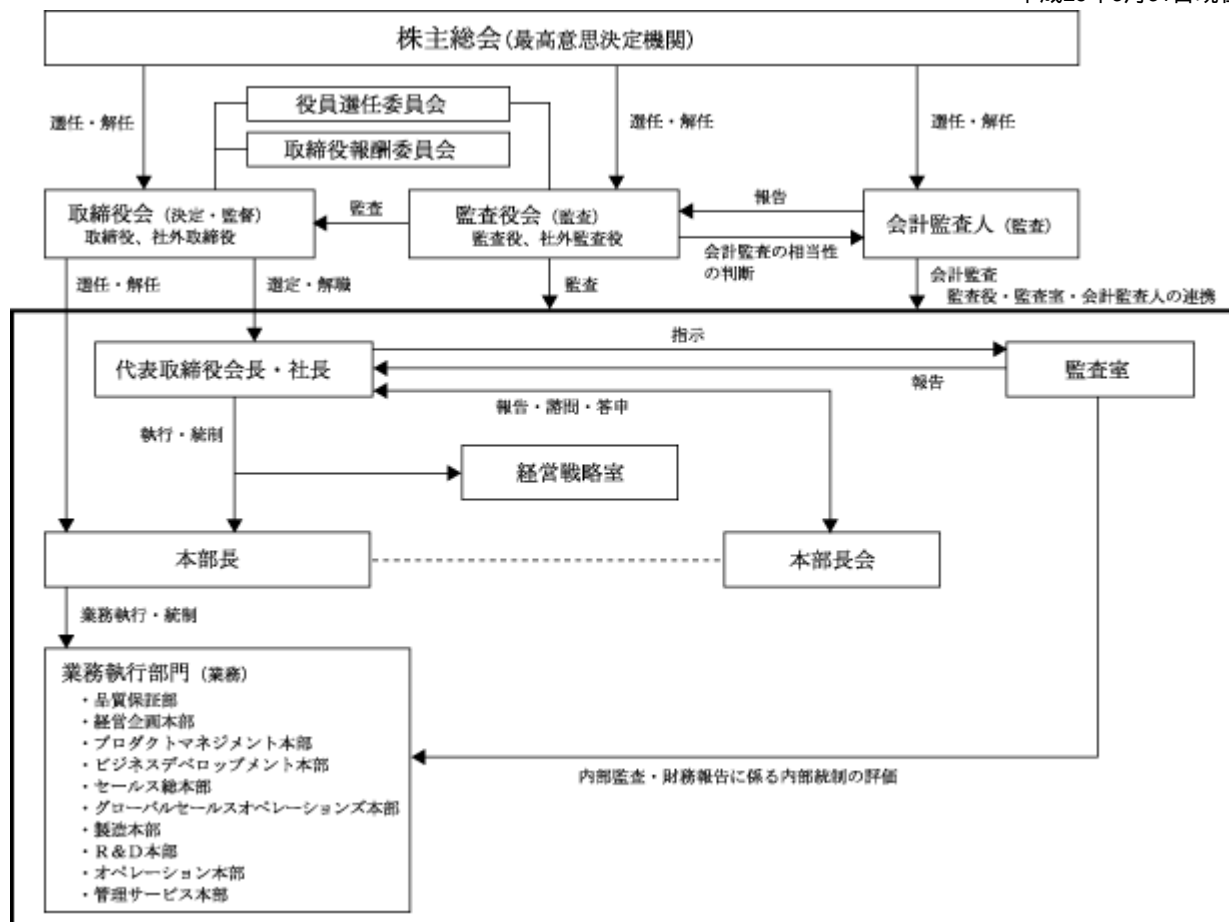 株主総会(最高意思決定機関)
役員選任委員会
選任・解任
選任・解任
選任・解任
取締役報酬委員会
取締役会(決定・監督)
取締役、社外取締役
監査
監査役会(監査)
監査役、社外監査役
報告
会計監査の相当性
の判断
会計監査人(監査)
選任・解任
選定・解職
監査
会計監査
監査役・監査室・会計監査人の連携
指示
代表取締役会長・社長
監査室
報告
報告・諮問・答申
執行・統制
経営戦略室
本部長
本部長会
業務執行・統制
業務執行部門(業務)
・品質保証部
・経営企画本部
・プロダクトマネジメント本部
・ビジネスデベロップメント本部
・セールス総本部
・グローバルセールスオペレーションズ本部
・製造本部
・R&D本部
・オペレーション本部
・管理サービス本部
内部監査・財務報告に係る内部統制の評価